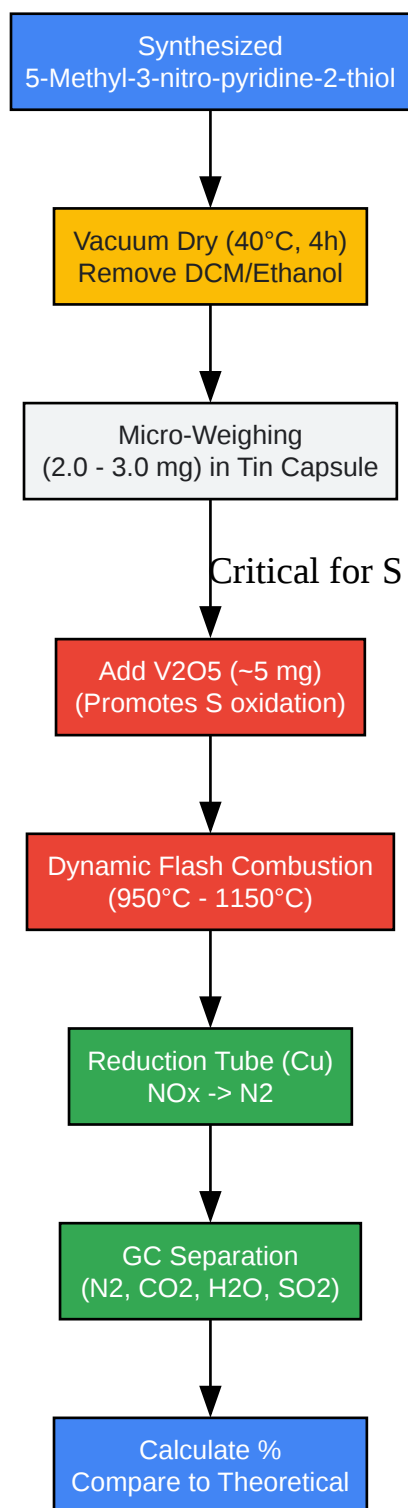 Synthesized
5-Methyl-3-nitro-pyridine-2-thiol
Vacuum Dry (40°C, 4h)
Remove DCM/Ethanol
Micro-Weighing
(2.0 - 3.0 mg) in Tin Capsule
Critical for S
Add V2O5 (~5 mg)
(Promotes S oxidation)
Dynamic Flash Combustion
(950°C - 1150°C)
Reduction Tube (Cu)
NOx -> N2
GC Separation
(N2, CO2, H2O, SO2)
Calculate %
Compare to Theoretical